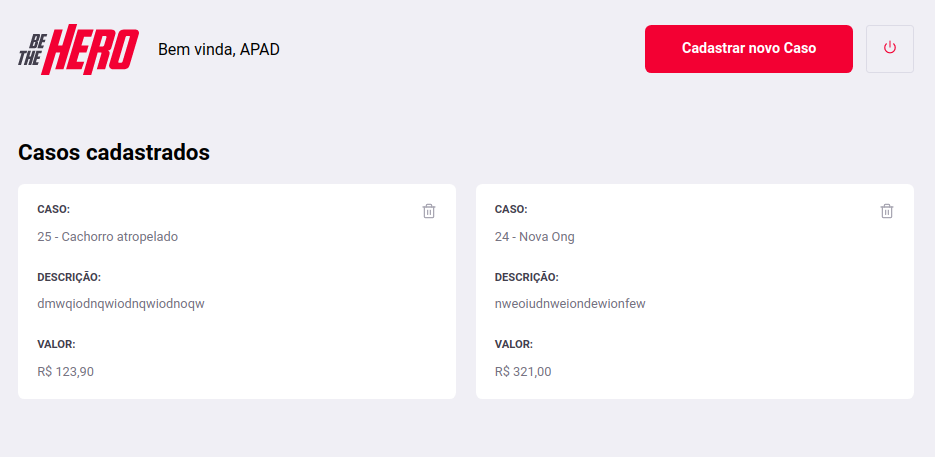 BE THE HERO
Bem vinda, APAD
Cadastrar novo Caso
Casos cadastrados
CASO:
25 - Cachorro atropelado
DESCRIÇÃO:
dmwqiodnqwiodnqwiodnoqw
VALOR:
R$ 123,90
CASO:
24 - Nova Ong
DESCRIÇÃO:
nweoiudnweiondewionfew
VALOR:
R$ 321,00